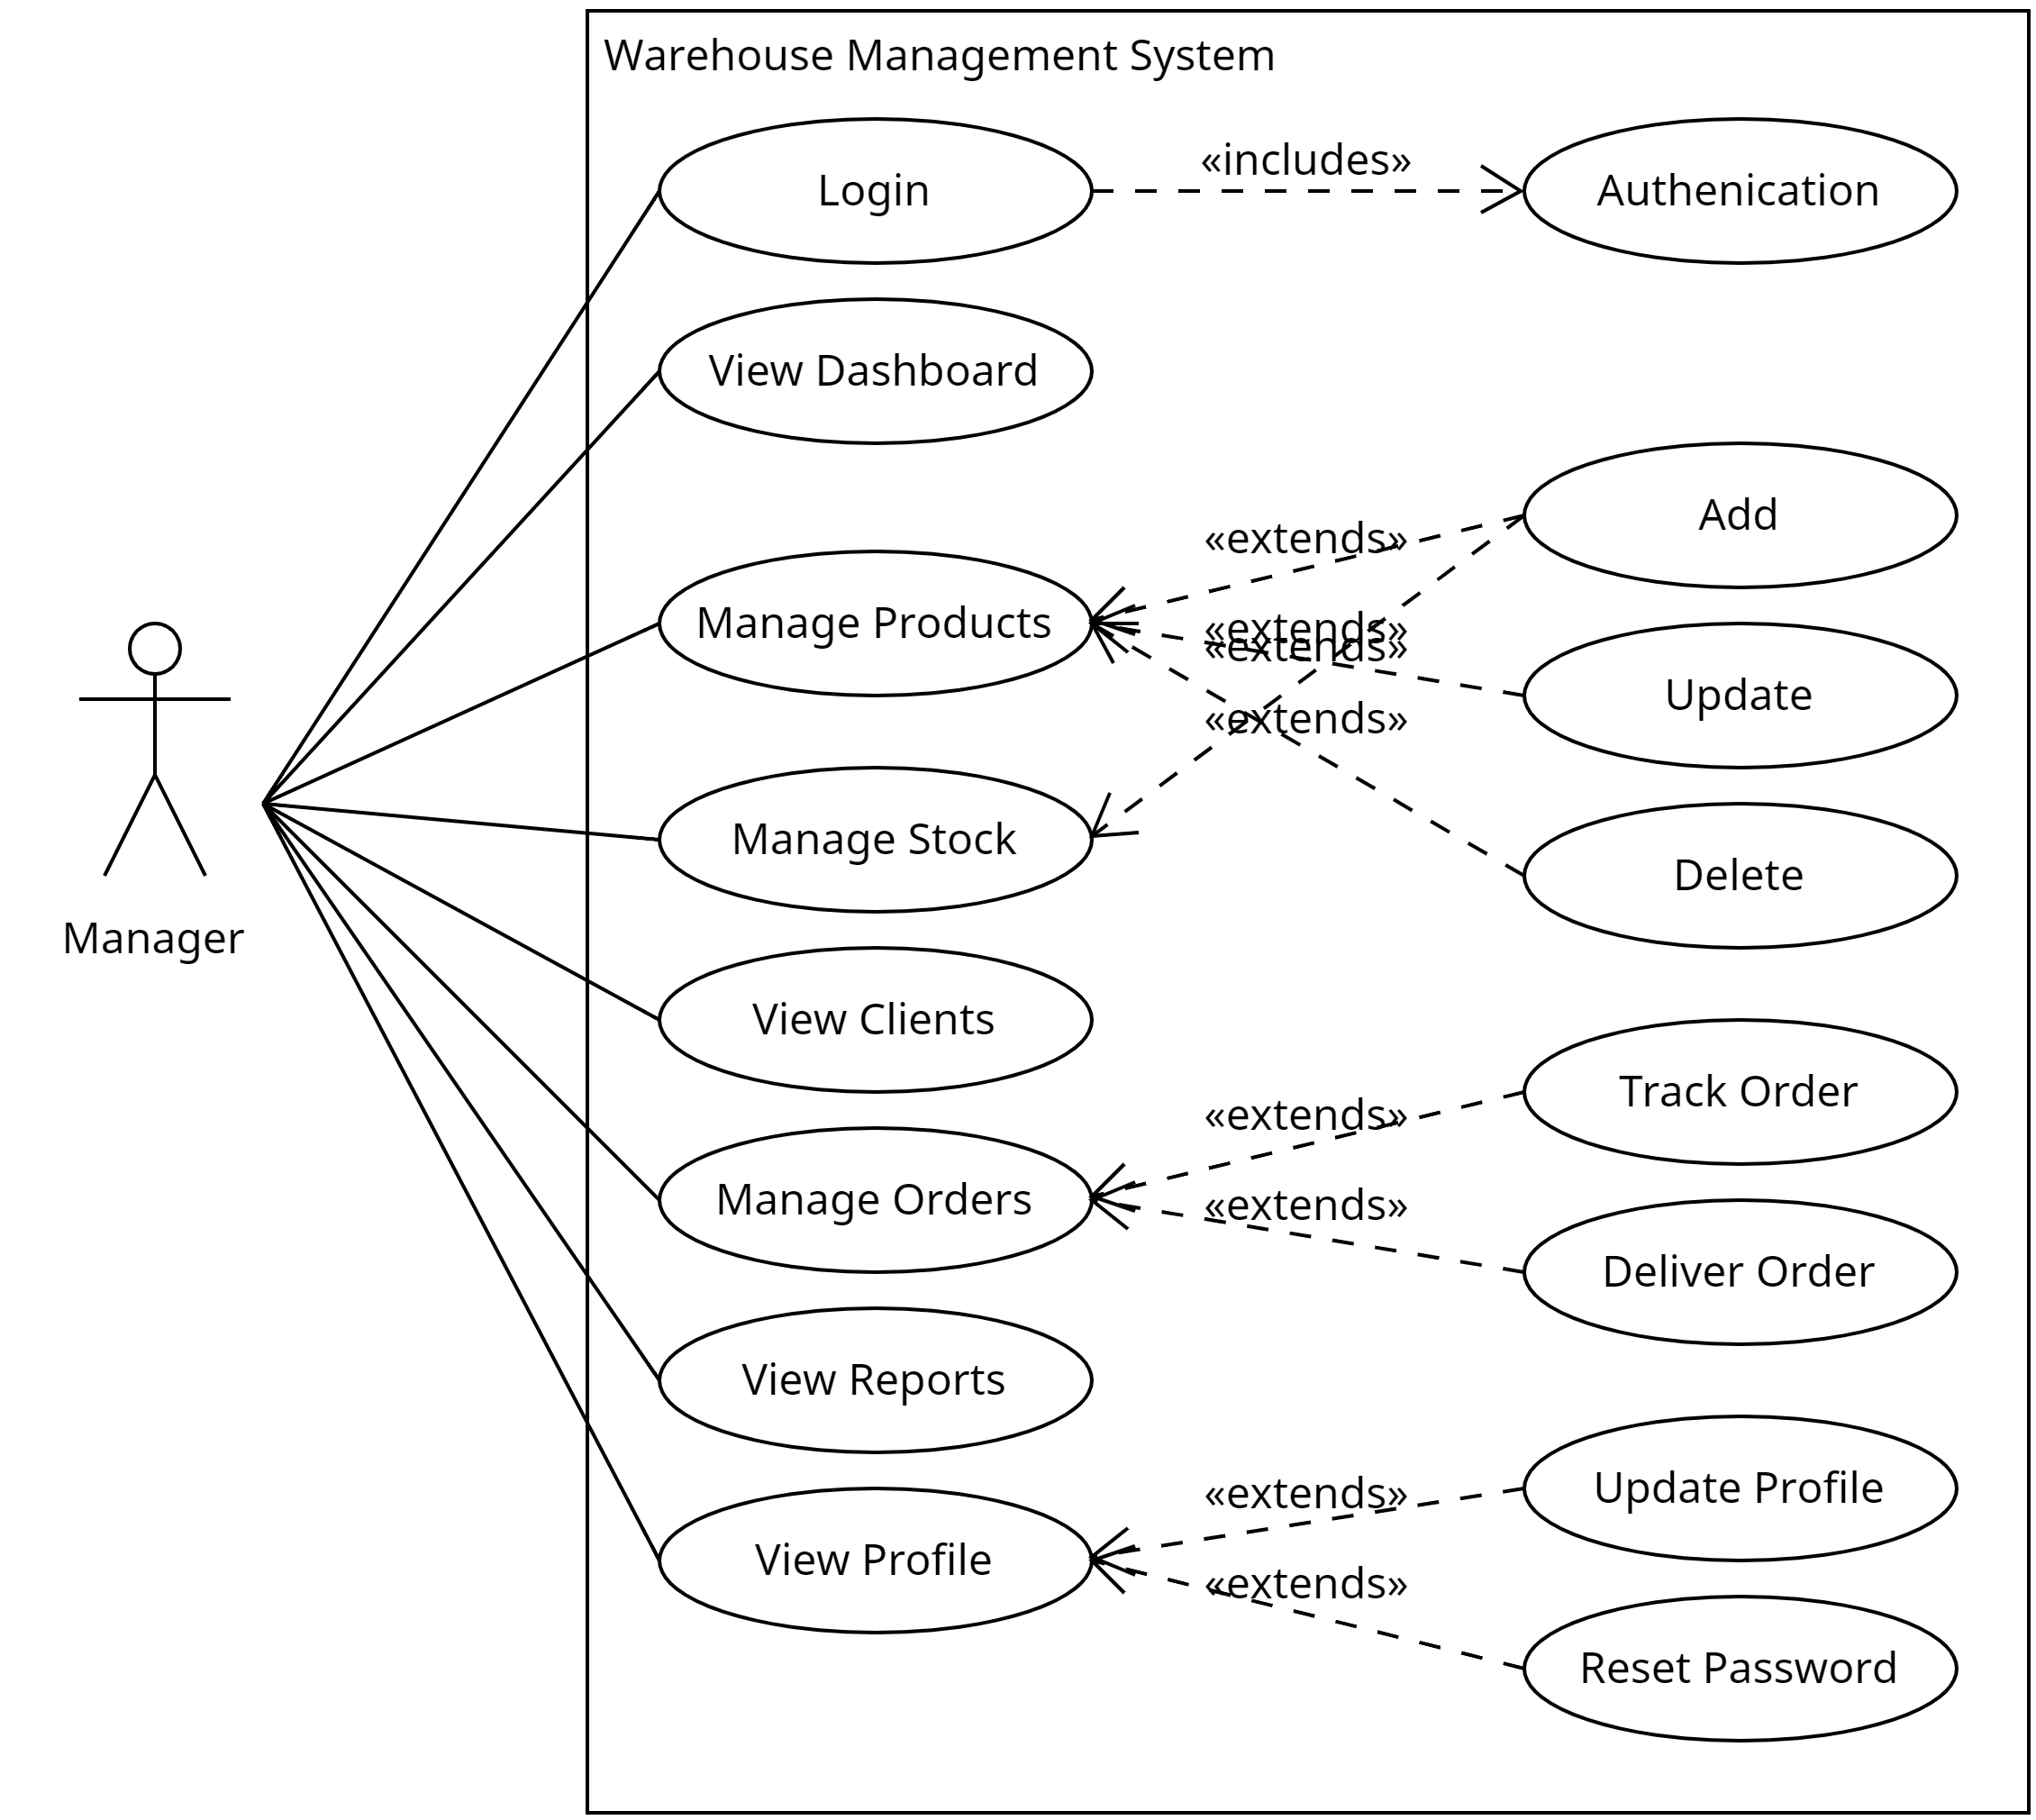 Warehouse Management System
Login
«includes»
Authenication
View Dashboard
Add
«extends»
Manage Products
«extends»
«extends»
Update
«extends»
Manage Stock
Delete
Manager
View Clients
Track Order
«extends»
Manage Orders
«extends»
Deliver Order
View Reports
Update Profile
«extends»
View Profile
«extends»
Reset Password